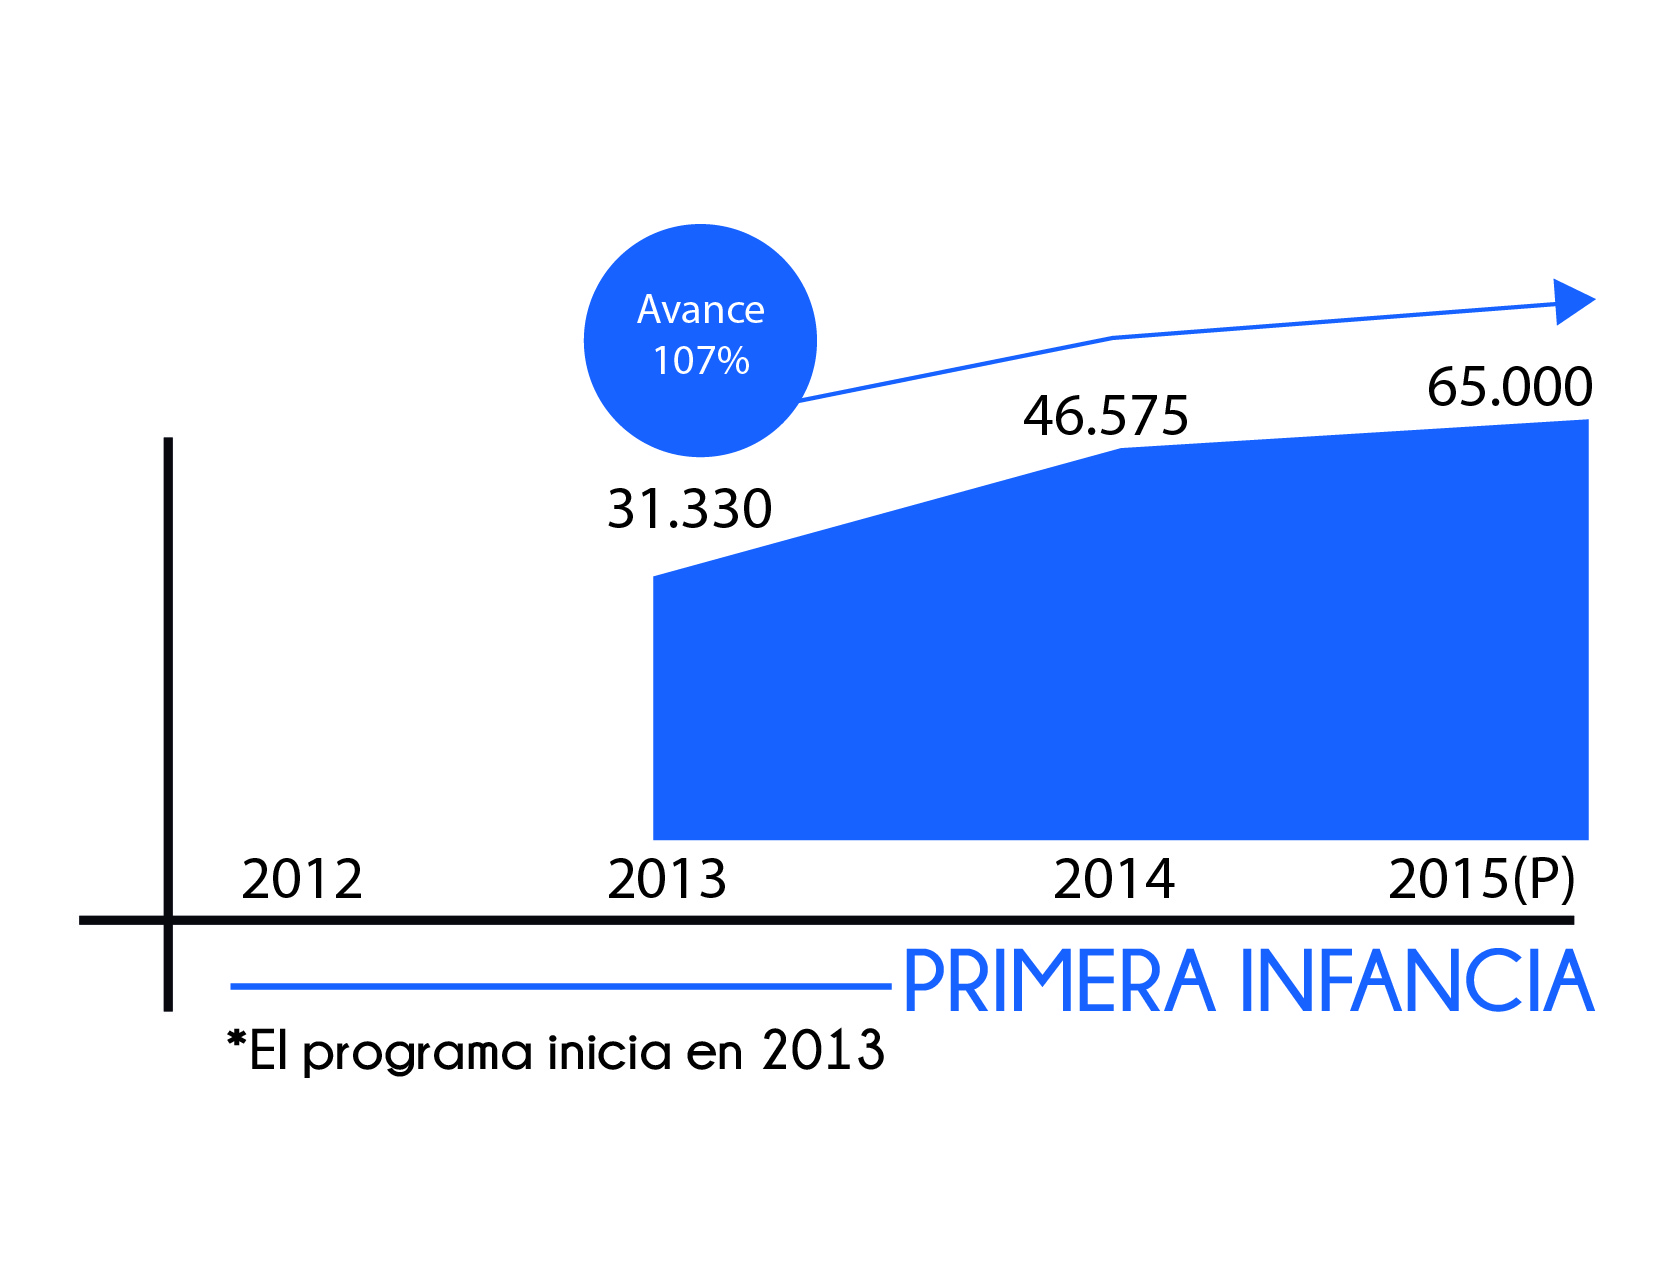 Avance
107%
31.330
46.575
65.000
2012
2013
2014
2015(P)
PRIMERA INFANCIA
*El programa inicia en 2013